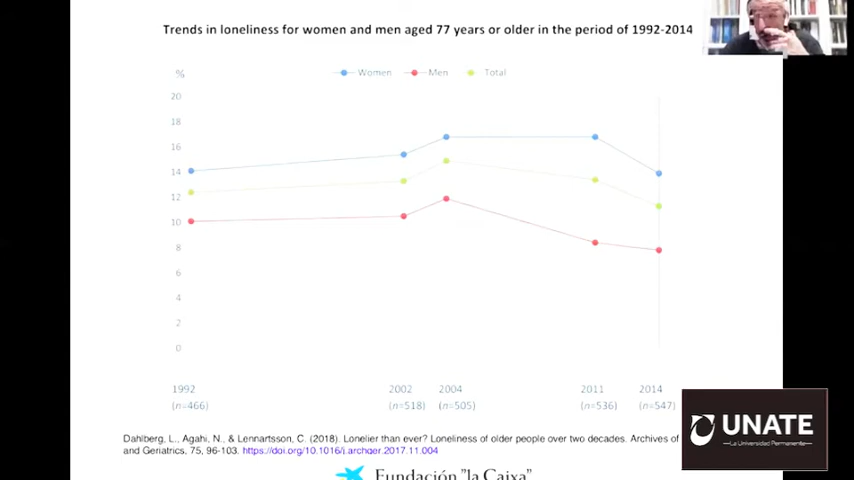 Trends in loneliness for women and men aged 77 years or older in the period of 1992-2014
%
Women Men Total
20
18
16
14
12
10
8
6
4
2
0
1992 2002 2004 2011 2014
(n=466) (n=518) (n=505) (n=536) (n=547)
Dahlberg, L., Agahi, N., & Lennartsson, C. (2018). Lonelier than ever? Loneliness of older people over two decades. Archives of
and Geriatrics, 75, 96-103. https://doi.org/10.1016/j.archger.2017.11.004
UNATE
La Universidad Permanente
Fundación "la Caixa"